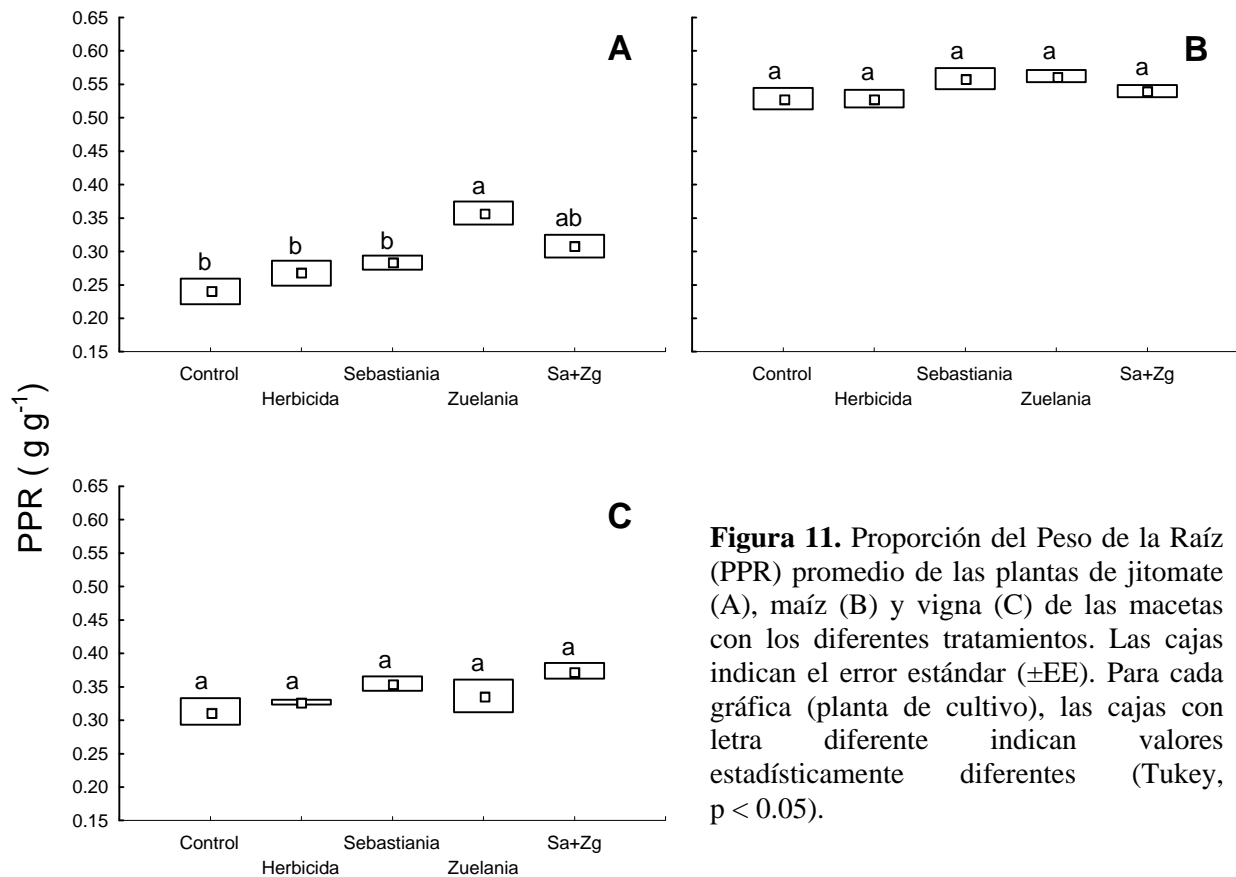 0.65
0.60
0.55
0.50
0.45
0.40
0.35
0.30
0.25
0.20
0.15
A
b
b
b
a
ab
Control
Herbicida
Sebastiania
Zuelania
Sa+Zg
B
a
a
a
a
a
Control
Herbicida
Sebastiania
Zuelania
Sa+Zg
PPR ( g g⁻¹)
0.65
0.60
0.55
0.50
0.45
0.40
0.35
0.30
0.25
0.20
0.15
C
a
a
a
a
a
Control
Herbicida
Sebastiania
Zuelania
Sa+Zg
Figura 11. Proporción del Peso de la Raíz
(PPR) promedio de las plantas de jitomate
(A), maíz (B) y vigna (C) de las macetas
con los diferentes tratamientos. Las cajas
indican el error estándar (±EE). Para cada
gráfica (planta de cultivo), las cajas con
letra diferente indican valores
estadísticamente diferentes (Tukey,
p < 0.05).